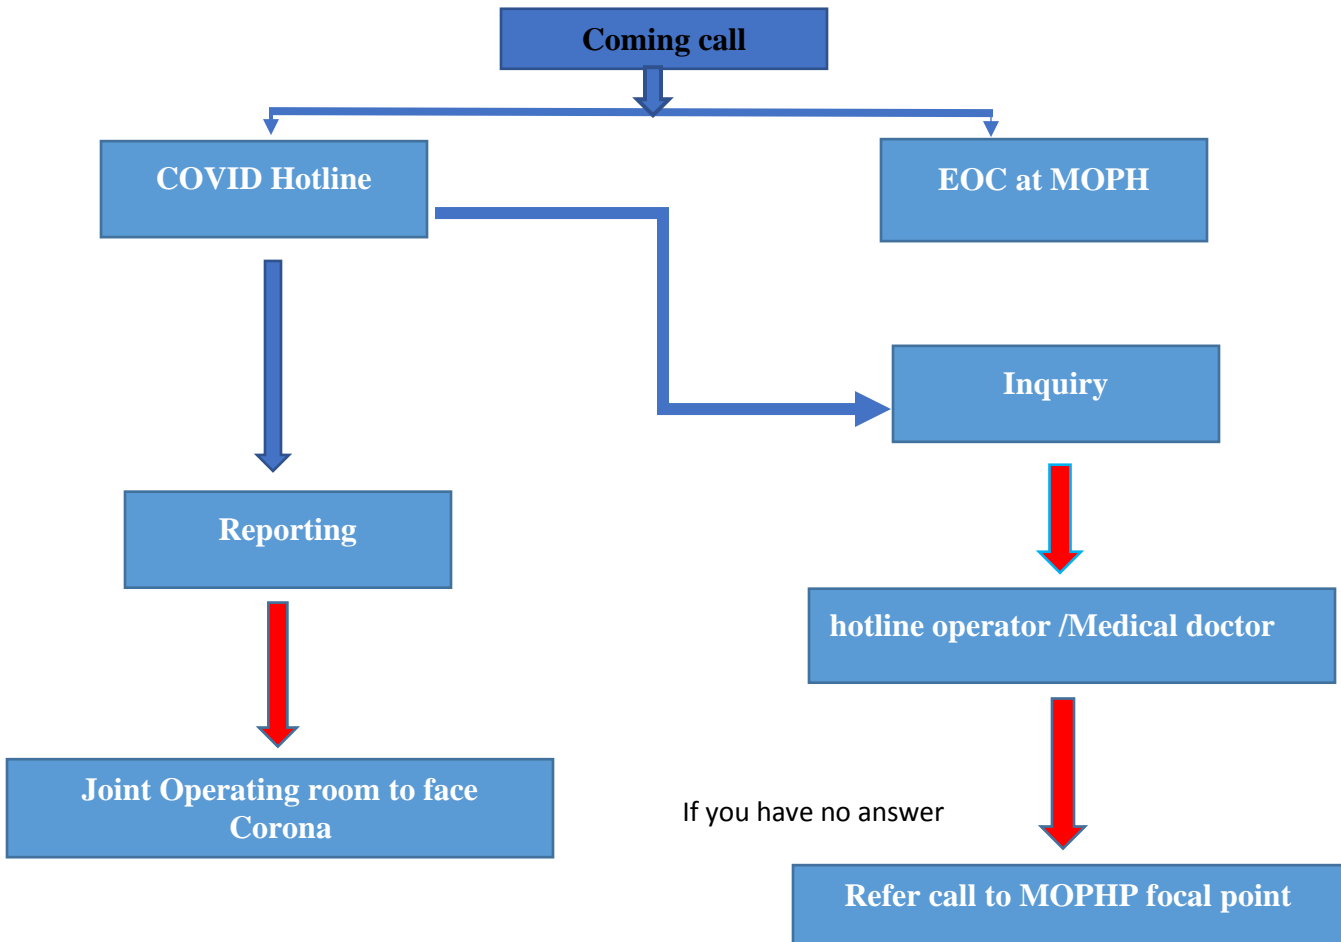 Coming call
COVID Hotline
EOC at MOPH
Inquiry
Reporting
hotline operator /Medical doctor
Joint Operating room to face
Corona
If you have no answer
Refer call to MOPHP focal point